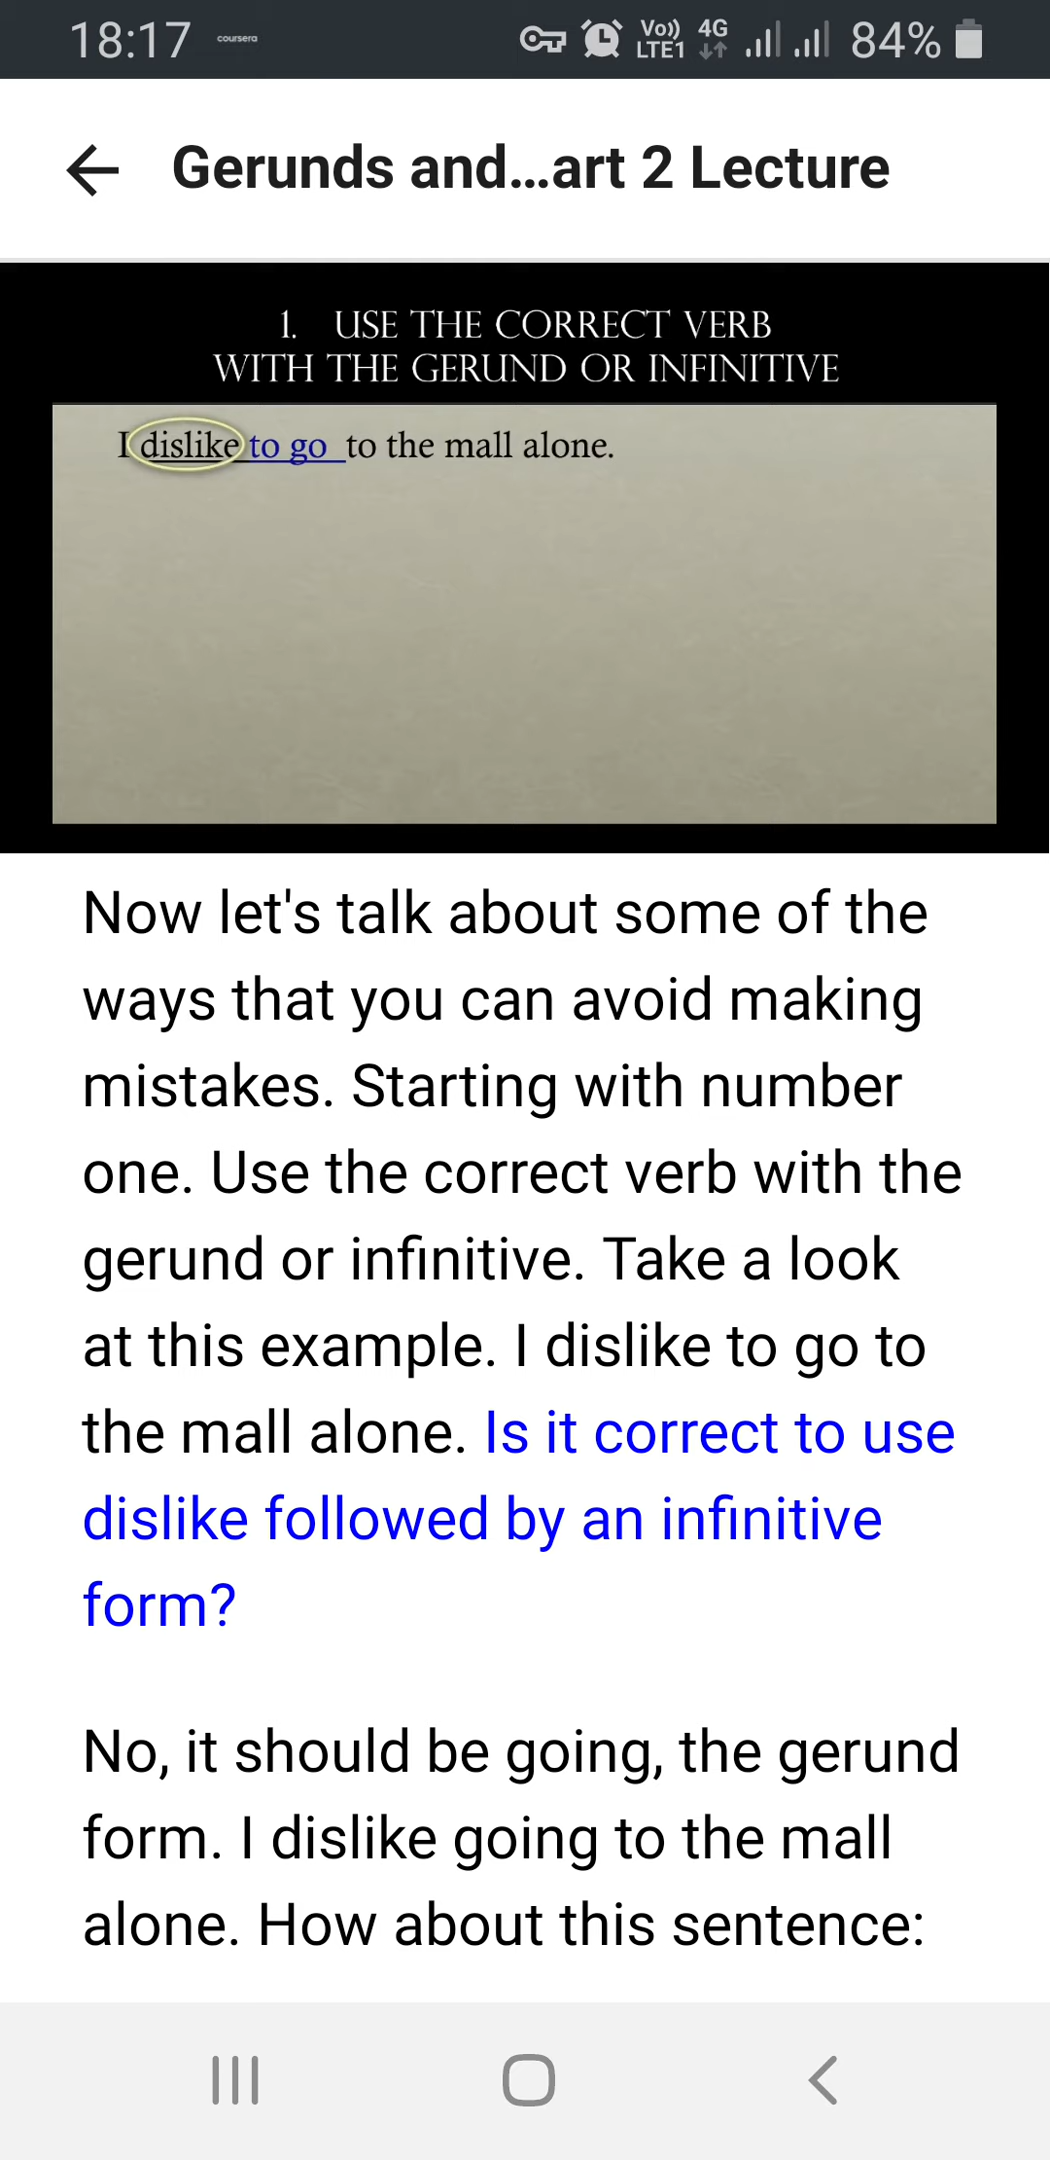 18:17 coursera Vo)) LTE1 4G 84%
Gerunds and...art 2 Lecture
1. USE THE CORRECT VERB
WITH THE GERUND OR INFINITIVE
I dislike to go to the mall alone.
Now let's talk about some of the
ways that you can avoid making
mistakes. Starting with number
one. Use the correct verb with the
gerund or infinitive. Take a look
at this example. I dislike to go to
the mall alone. Is it correct to use
dislike followed by an infinitive
form?
No, it should be going, the gerund
form. I dislike going to the mall
alone. How about this sentence: